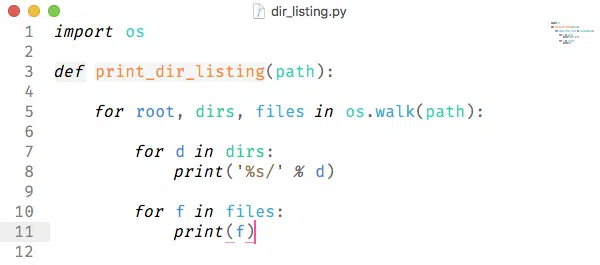 dir_listing.py
1 import os
2
3 def print_dir_listing(path):
4
5     for root, dirs, files in os.walk(path):
6
7         for d in dirs:
8             print('%s/' % d)
9
10         for f in files:
11             print(f)
12